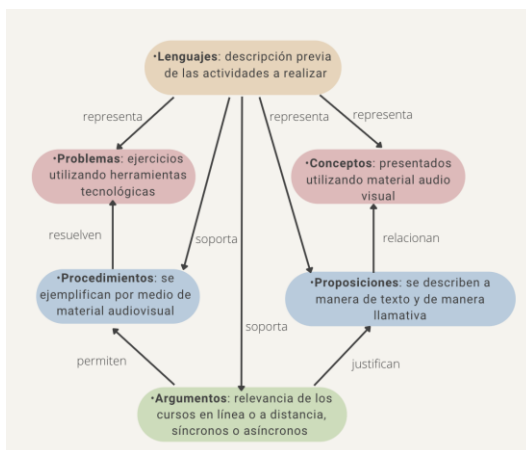 ·Lenguajes: descripción previa
de las actividades a realizar
representa
representa
representa
·Problemas: ejercicios
utilizando herramientas
tecnológicas
·Conceptos: presentados
utilizando material audio
visual
resuelven
soporta
relacionan
·Procedimientos: se
ejemplifican por medio de
material audiovisual
·Proposiciones: se describen a
manera de texto y de manera
llamativa
soporta
permiten
justifican
·Argumentos: relevancia de los
cursos en línea o a distancia,
síncronos o asíncronos